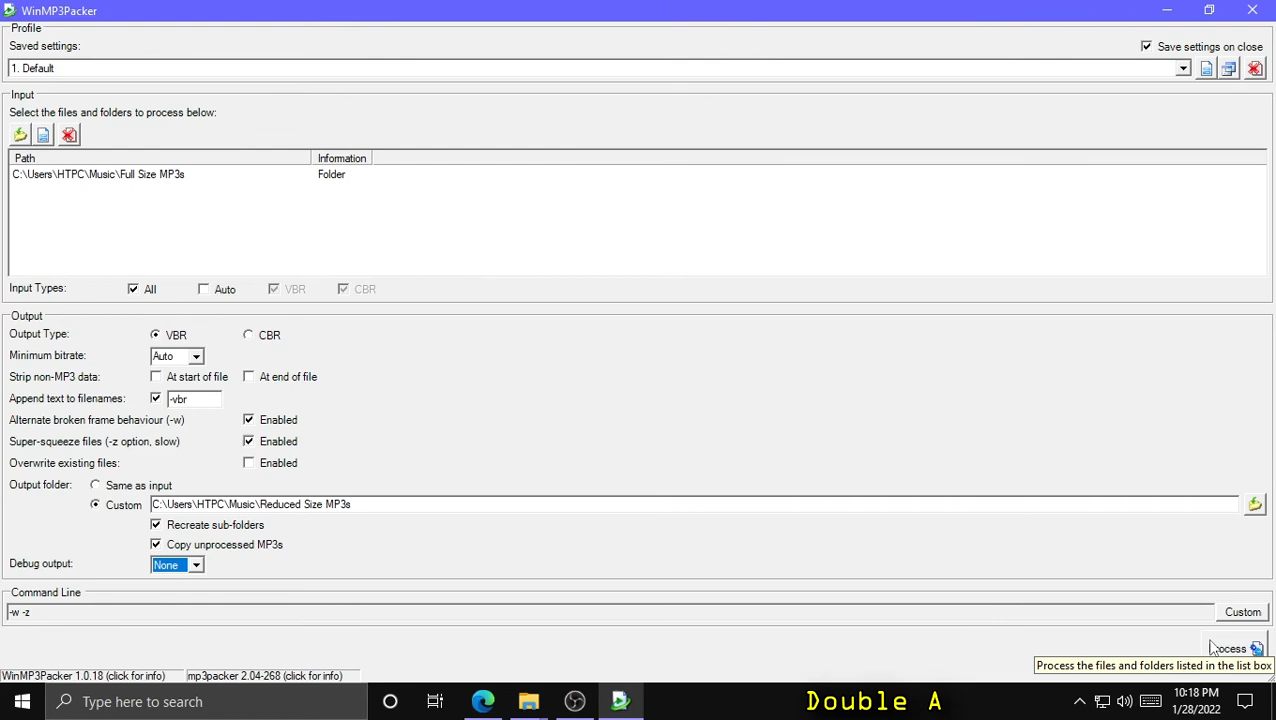 WinMP3Packer
Profile
Saved settings:
Save settings on close
1. Default
Input
Select the files and folders to process below:
Path Information
C:\Users\HTPC\Music\Full Size MP3s Folder
Input Types: All Auto VBR CBR
Output
Output Type: VBR CBR
Minimum bitrate: Auto
Strip non-MP3 data: At start of file At end of file
Append text to filenames: -vbr
Alternate broken frame behaviour (-w) Enabled
Super-squeeze files (-z option, slow) Enabled
Overwrite existing files: Enabled
Output folder: Same as input
Custom C:\Users\HTPC\Music\Reduced Size MP3s
Recreate sub-folders
Copy unprocessed MP3s
Debug output: None
Command Line
-w -z Custom
ocess
Process the files and folders listed in the list box
WinMP3Packer 1.0.18 (click for info) mp3packer 2.04-268 (click for info)
Type here to search
Double A
10:18 PM
1/28/2022